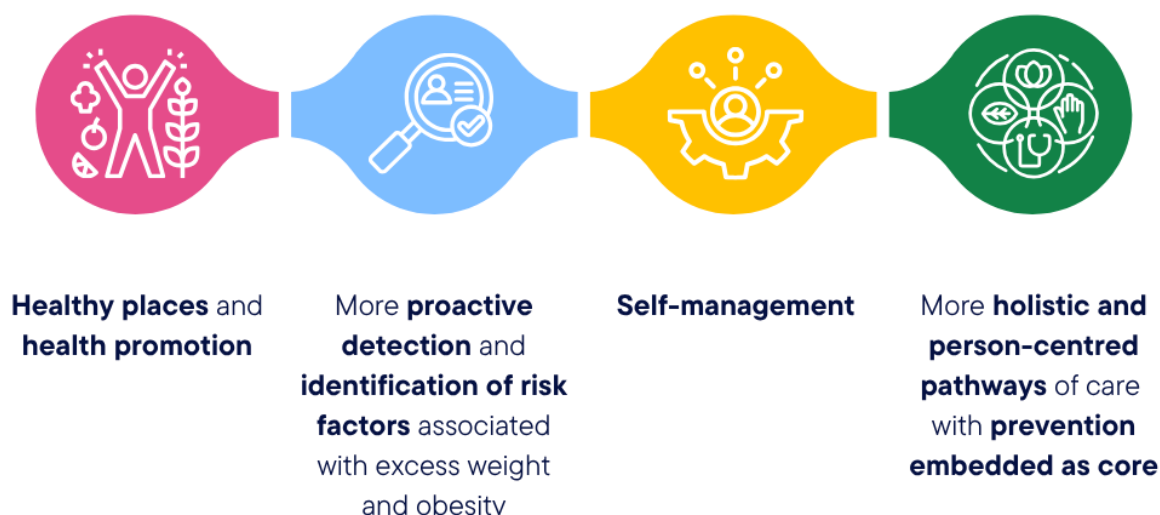 Healthy places and
health promotion
More proactive
detection and
identification of risk
factors associated
with excess weight
and obesity
Self-management
More holistic and
person-centred
pathways of care
with prevention
embedded as core